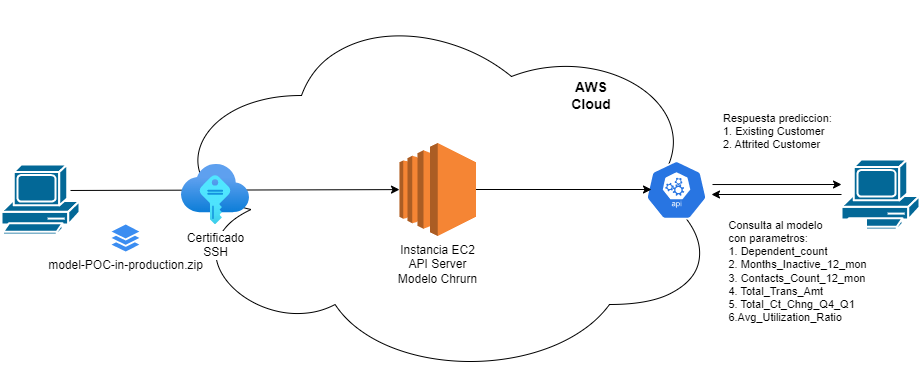 AWS
Cloud
Respuesta prediccion:
1. Existing Customer
2. Attrited Customer
api
Certificado
SSH
model-POC-in-production.zip
Instancia EC2
API Server
Modelo Chrurn
Consulta al modelo
con parametros:
1. Dependent_count
2. Months_Inactive_12_mon
3. Contacts_Count_12_mon
4. Total_Trans_Amt
5. Total_Ct_Chng_Q4_Q1
6.Avg_Utilization_Ratio